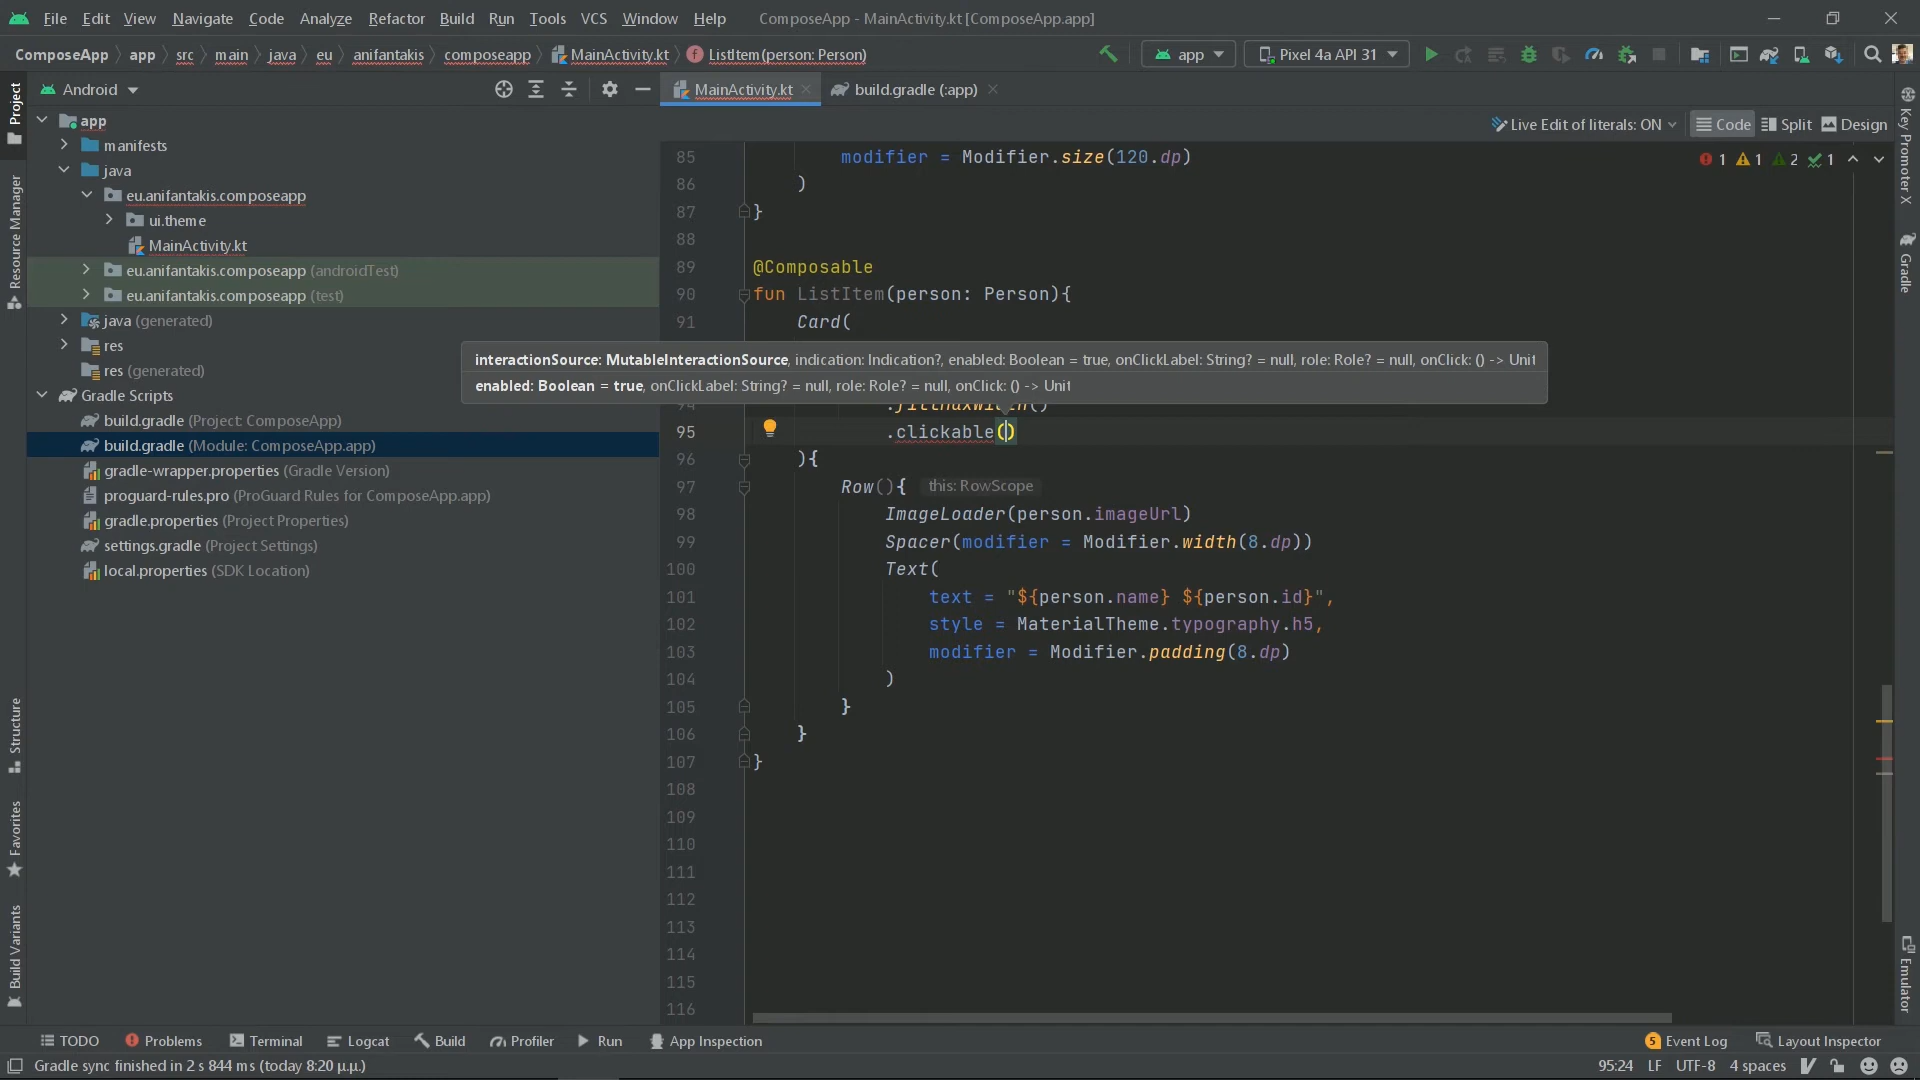 File Edit View Navigate Code Analyze Refactor Build Run Tools VCS Window Help ComposeApp - MainActivity.kt [ComposeApp.app]
ComposeApp app src main java eu anifantakis composeapp MainActivity.kt ListItem(person: Person) app Pixel 4a API 31
Project
Android
MainActivity.kt build.gradle (:app)
Key Promoter X
app
Live Edit of literals: ON Code Split Design
manifests
java
eu.anifantakis.composeapp
ui.theme
MainActivity.kt
eu.anifantakis.composeapp (androidTest)
eu.anifantakis.composeapp (test)
java (generated)
res
res (generated)
Gradle Scripts
build.gradle (Project: ComposeApp)
build.gradle (Module: ComposeApp.app)
gradle-wrapper.properties (Gradle Version)
proguard-rules.pro (ProGuard Rules for ComposeApp.app)
gradle.properties (Project Properties)
settings.gradle (Project Settings)
local.properties (SDK Location)
Resource Manager
Structure
Favorites
Build Variants
1 1 2 1
85 modifier = Modifier.size(120.dp)
86 )
87 }
88
89 @Composable
90 fun ListItem(person: Person){
91 Card(
interactionSource: MutableInteractionSource, indication: Indication?, enabled: Boolean = true, onClickLabel: String? = null, role: Role? = null, onClick: () -> Unit
enabled: Boolean = true, onClickLabel: String? = null, role: Role? = null, onClick: () -> Unit
94 .fillMaxWidth()
95 .clickable()
96 ){
97 Row(){ this: RowScope
98 ImageLoader(person.imageUrl)
99 Spacer(modifier = Modifier.width(8.dp))
100 Text(
101 text = "${person.name} ${person.id}",
102 style = MaterialTheme.typography.h5,
103 modifier = Modifier.padding(8.dp)
104 )
105 }
106 }
107 }
108
109
110
111
112
113
114
115
116
Gradle
Emulator
TODO Problems Terminal Logcat Build Profiler Run App Inspection 5 Event Log Layout Inspector
Gradle sync finished in 2 s 844 ms (today 8:20 μ.μ.) 95:24 LF UTF-8 4 spaces